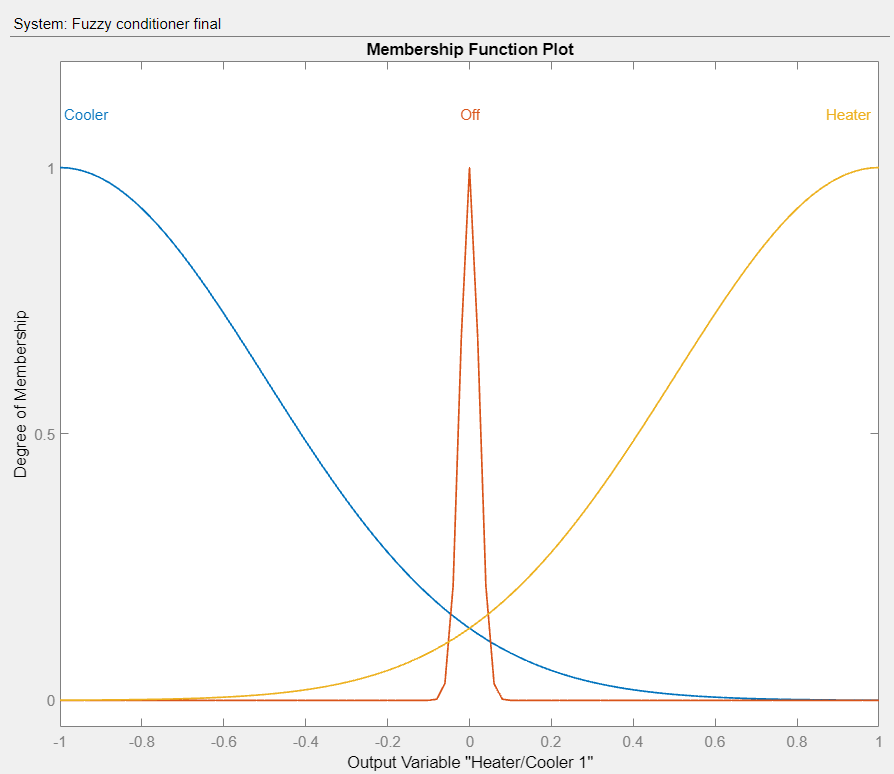 System: Fuzzy conditioner final
Membership Function Plot
Cooler
Off
Heater
1
0.5
0
Degree of Membership
-1 -0.8 -0.6 -0.4 -0.2 0 0.2 0.4 0.6 0.8 1
Output Variable "Heater/Cooler 1"